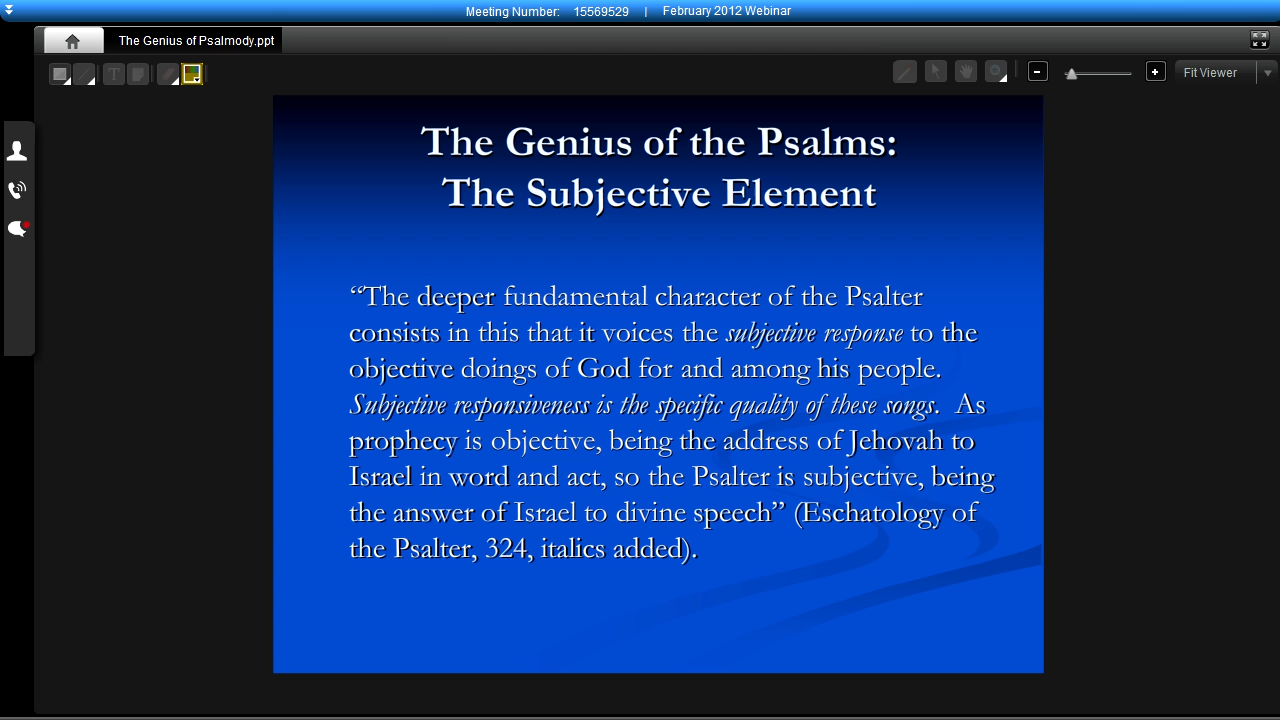 Meeting Number: 15569529 | February 2012 Webinar
The Genius of Psalmody.ppt
T
Fit Viewer
The Genius of the Psalms:
The Subjective Element
“The deeper fundamental character of the Psalter
consists in this that it voices the subjective response to the
objective doings of God for and among his people.
Subjective responsiveness is the specific quality of these songs. As
prophecy is objective, being the address of Jehovah to
Israel in word and act, so the Psalter is subjective, being
the answer of Israel to divine speech” (Eschatology of
the Psalter, 324, italics added).